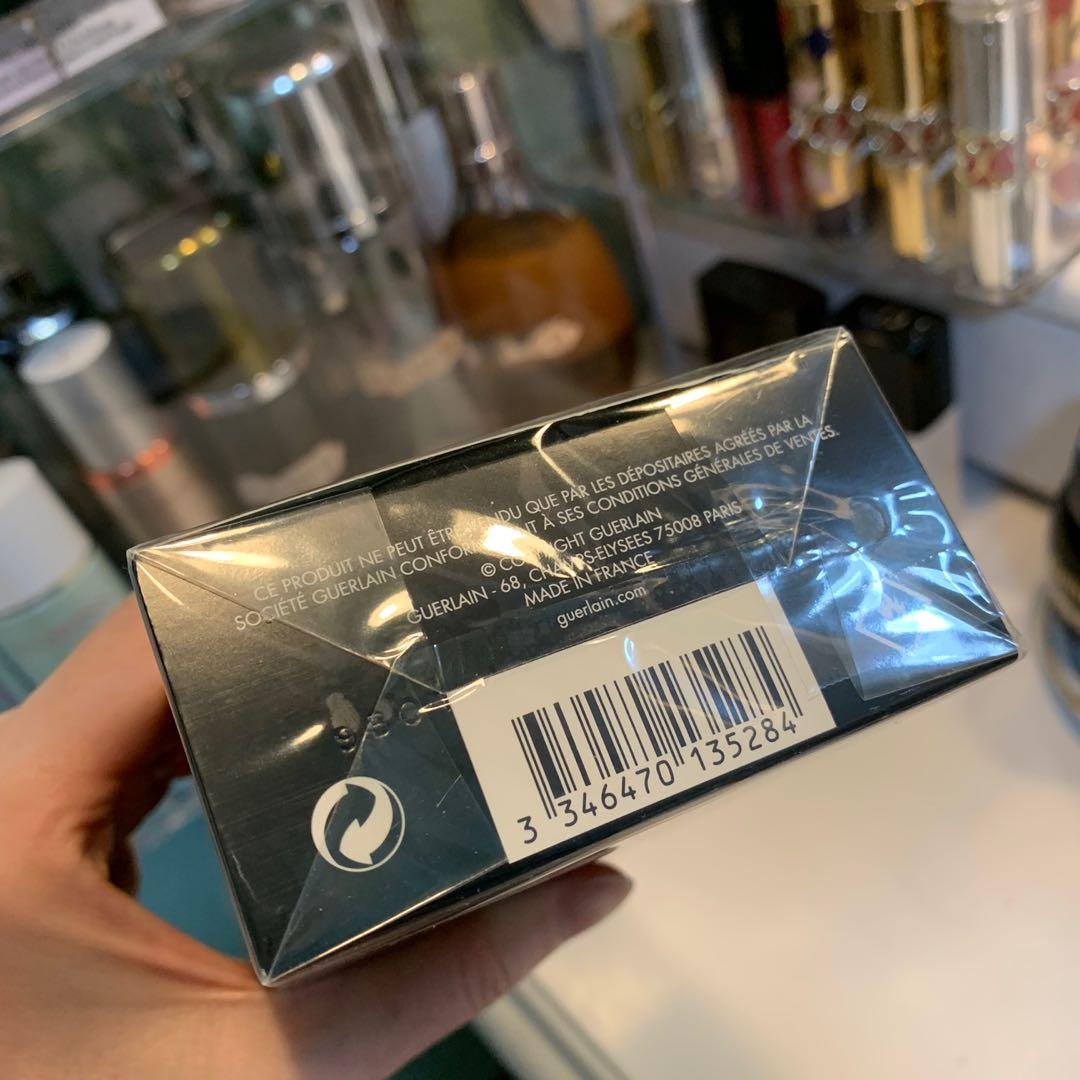 CE PRODUIT NE PEUT ÊTRE VENDU QUE PAR LES DÉPOSITAIRES AGRÉÉS PAR LA
SOCIÉTÉ GUERLAIN CONFORMÉMENT À SES CONDITIONS GÉNÉRALES DE VENTES.
© COPYRIGHT GUERLAIN
GUERLAIN - 68, CHAMPS-ELYSEES 75008 PARIS
MADE IN FRANCE
guerlain.com
3 346470 135284